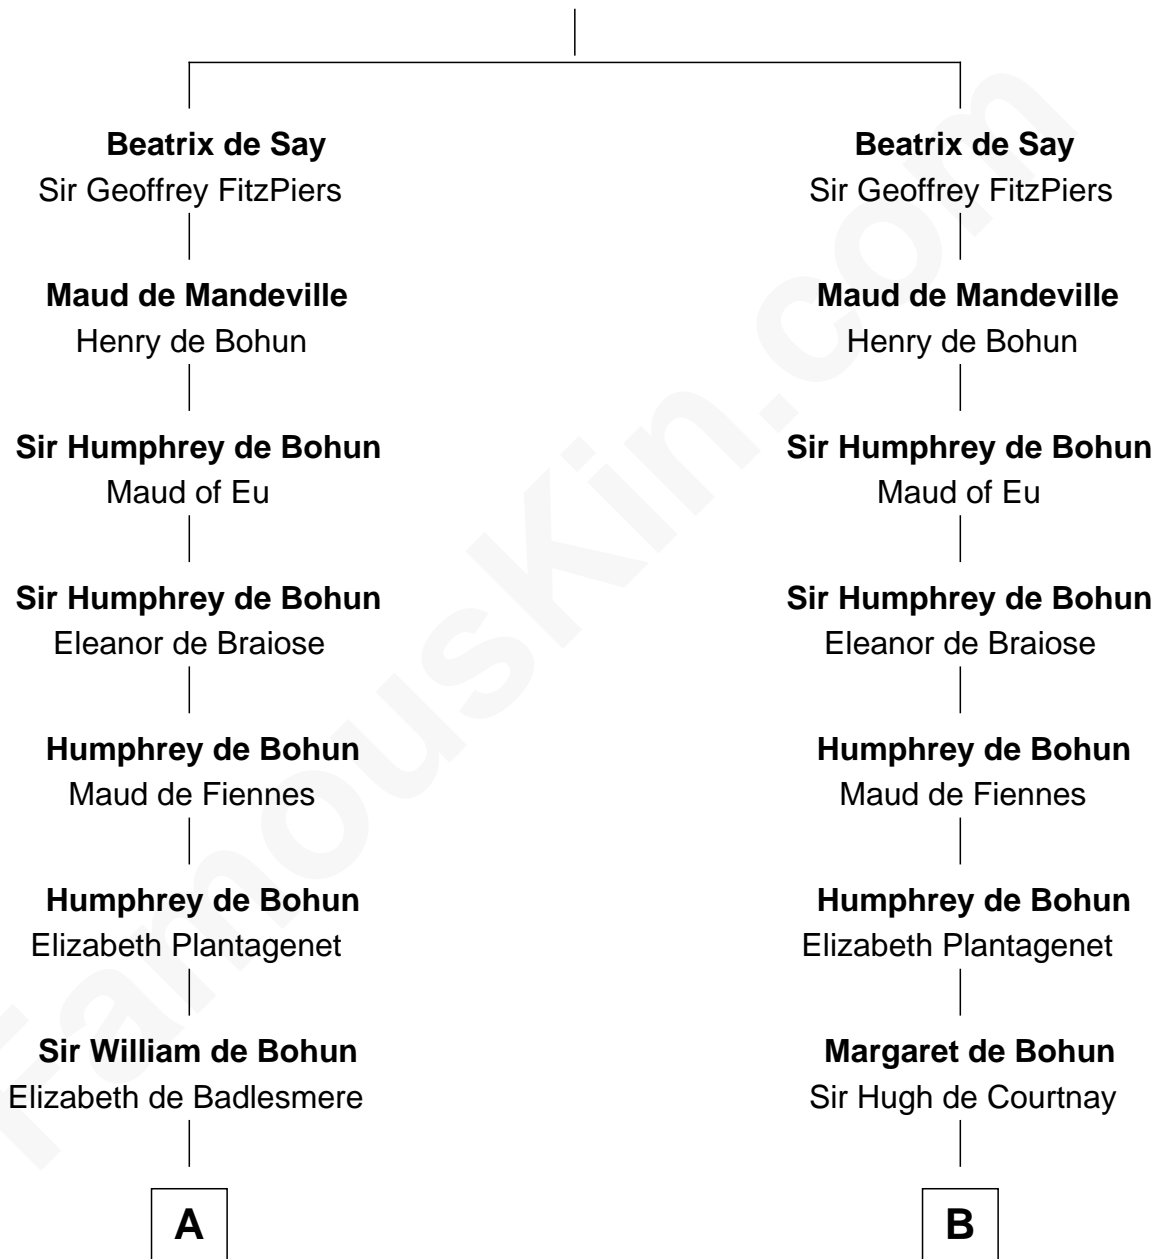 Beatrix de Say
Sir Geoffrey FitzPiers
Maud de Mandeville
Henry de Bohun
Sir Humphrey de Bohun
Maud of Eu
Sir Humphrey de Bohun
Eleanor de Braiose
Humphrey de Bohun
Maud de Fiennes
Humphrey de Bohun
Elizabeth Plantagenet
Sir William de Bohun
Elizabeth de Badlesmere
A
Beatrix de Say
Sir Geoffrey FitzPiers
Maud de Mandeville
Henry de Bohun
Sir Humphrey de Bohun
Maud of Eu
Sir Humphrey de Bohun
Eleanor de Braiose
Humphrey de Bohun
Maud de Fiennes
Humphrey de Bohun
Elizabeth Plantagenet
Margaret de Bohun
Sir Hugh de Courtnay
B
FamousKin.com